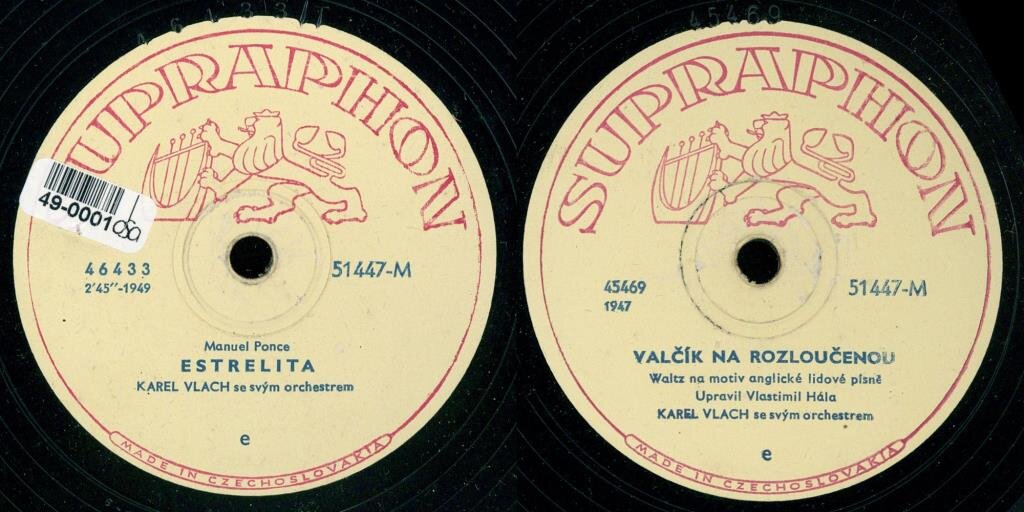 SUPRAPHON
49-0001
46433
2'45''-1949
51447-M
Manuel Ponce
ESTRELITA
KAREL VLACH se svým orchestrem
e
MADE IN CZECHOSLOVAKIA
45469
SUPRAPHON
45469
1947
51447-M
VALČÍK NA ROZLOUČENOU
Waltz na motiv anglické lidové písně
Upravil Vlastimil Hála
KAREL VLACH se svým orchestrem
e
MADE IN CZECHOSLOVAKIA